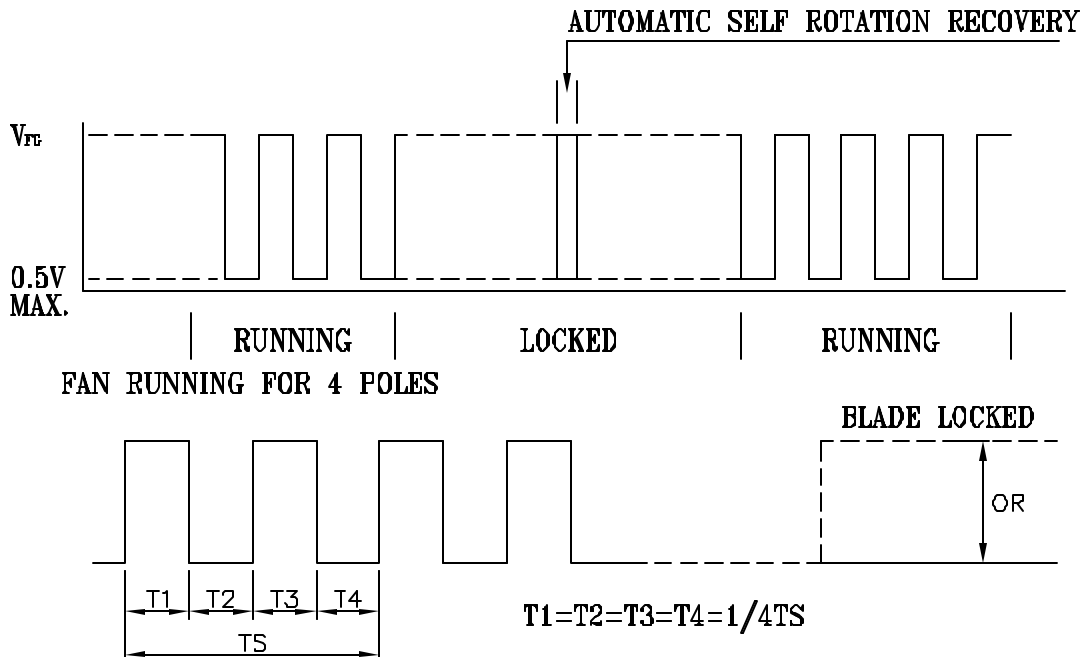 AUTOMATIC SELF ROTATION RECOVERY
VFG
0.5V
MAX.
RUNNING
LOCKED
RUNNING
FAN RUNNING FOR 4 POLES
BLADE LOCKED
OR
T1 T2 T3 T4
TS
T1=T2=T3=T4=1/4TS